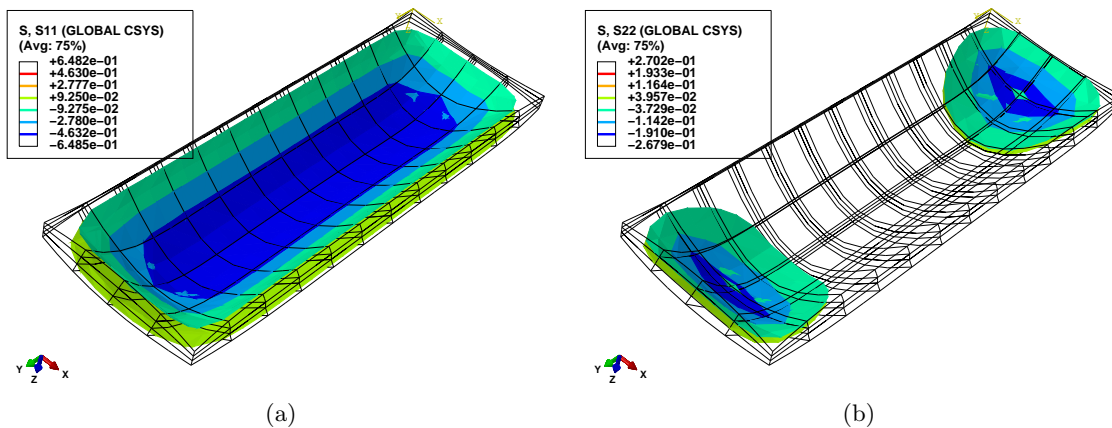 S, S11 (GLOBAL CSYS)
(Avg: 75%)
+6.482e−01
+4.630e−01
+2.777e−01
+9.250e−02
−9.275e−02
−2.780e−01
−4.632e−01
−6.485e−01
Y
X
Z
Y
Z
X
(a)
S, S22 (GLOBAL CSYS)
(Avg: 75%)
+2.702e−01
+1.933e−01
+1.164e−01
+3.957e−02
−3.729e−02
−1.142e−01
−1.910e−01
−2.679e−01
Y
X
Z
Y
Z
X
(b)